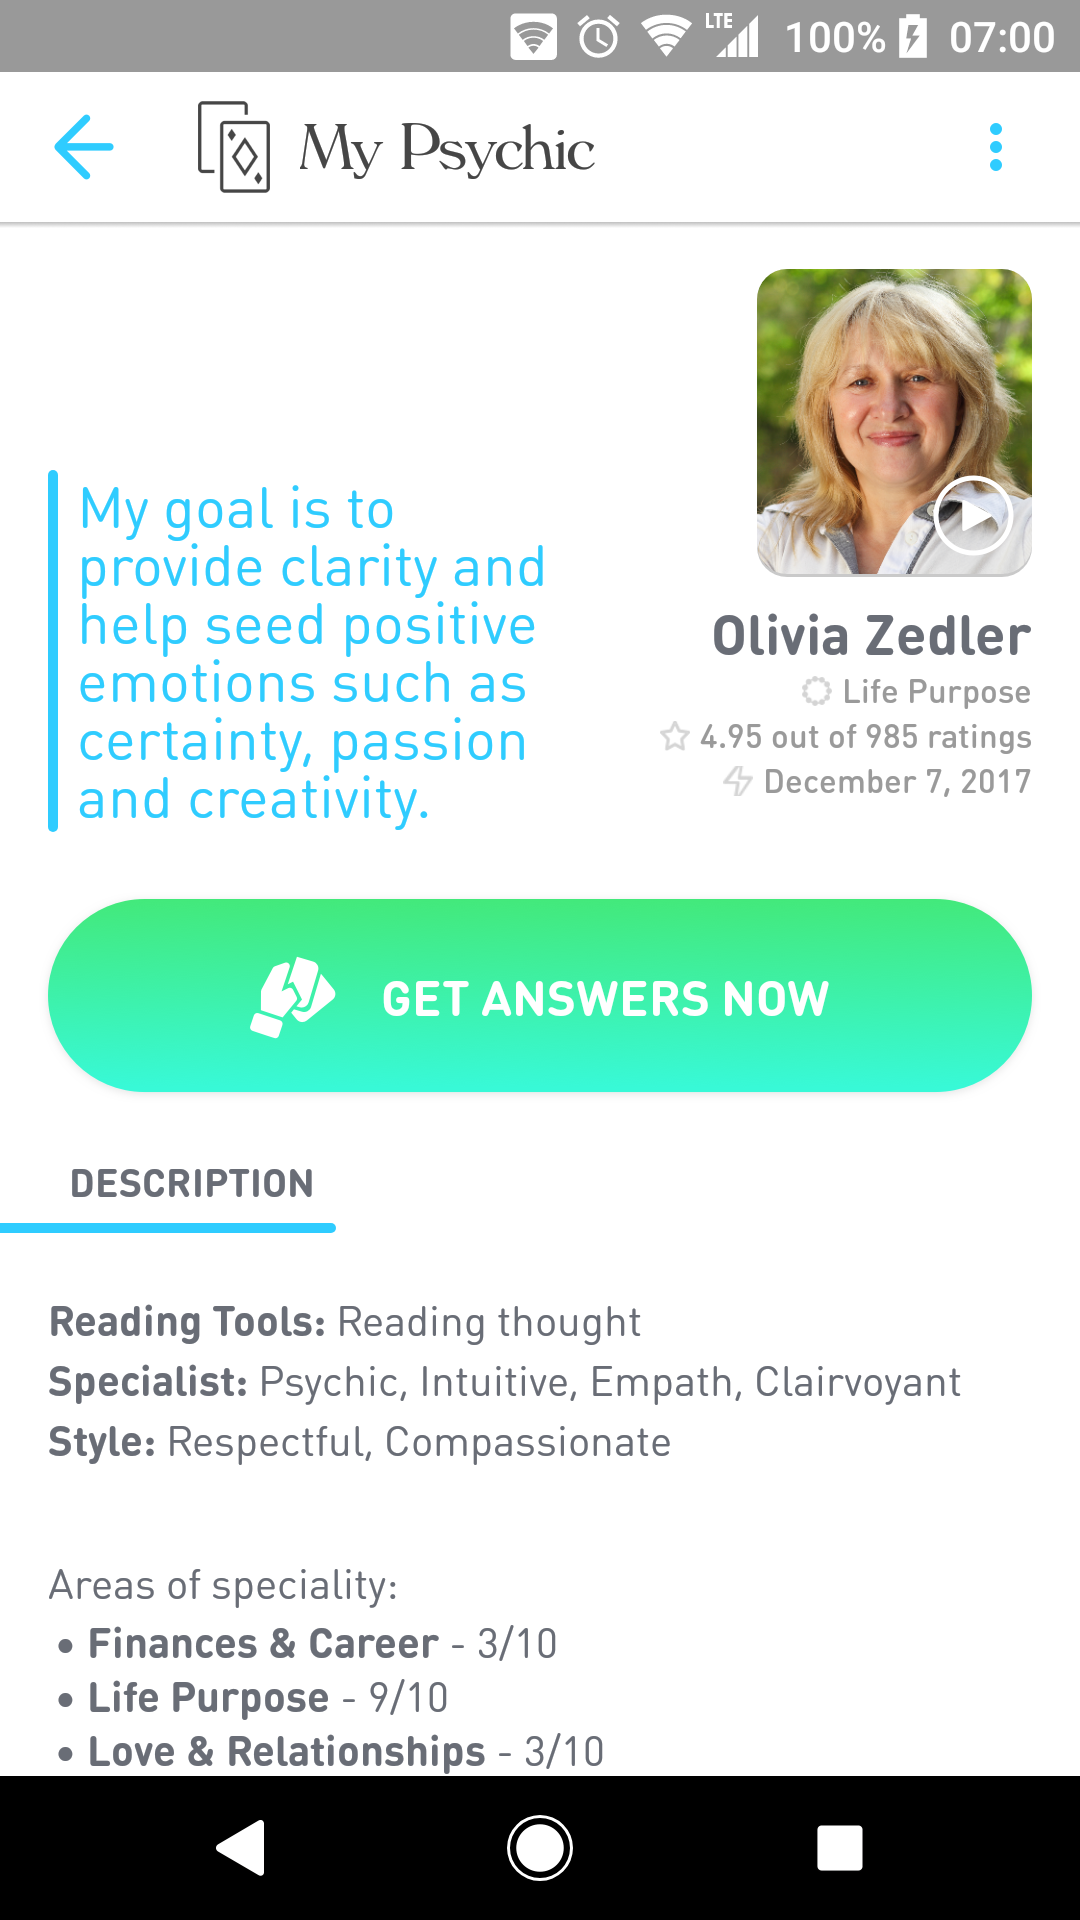 LTE 100% 07:00
My Psychic
My goal is to
provide clarity and
help seed positive
emotions such as
certainty, passion
and creativity.
Olivia Zedler
Life Purpose
4.95 out of 985 ratings
December 7, 2017
GET ANSWERS NOW
DESCRIPTION
Reading Tools: Reading thought
Specialist: Psychic, Intuitive, Empath, Clairvoyant
Style: Respectful, Compassionate
Areas of speciality:
• Finances & Career - 3/10
• Life Purpose - 9/10
• Love & Relationships - 3/10